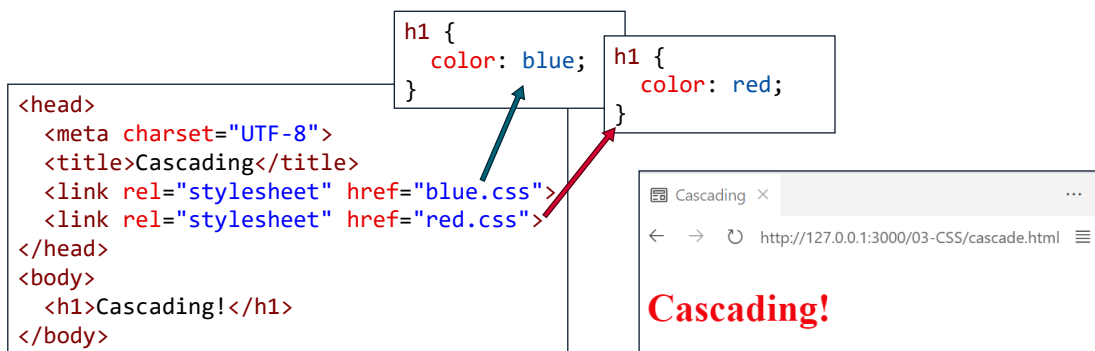 h1 {
  color: blue;
}
h1 {
  color: red;
}
<head>
  <meta charset="UTF-8">
  <title>Cascading</title>
  <link rel="stylesheet" href="blue.css">
  <link rel="stylesheet" href="red.css">
</head>
<body>
  <h1>Cascading!</h1>
</body>
Cascading
http://127.0.0.1:3000/03-CSS/cascade.html
Cascading!